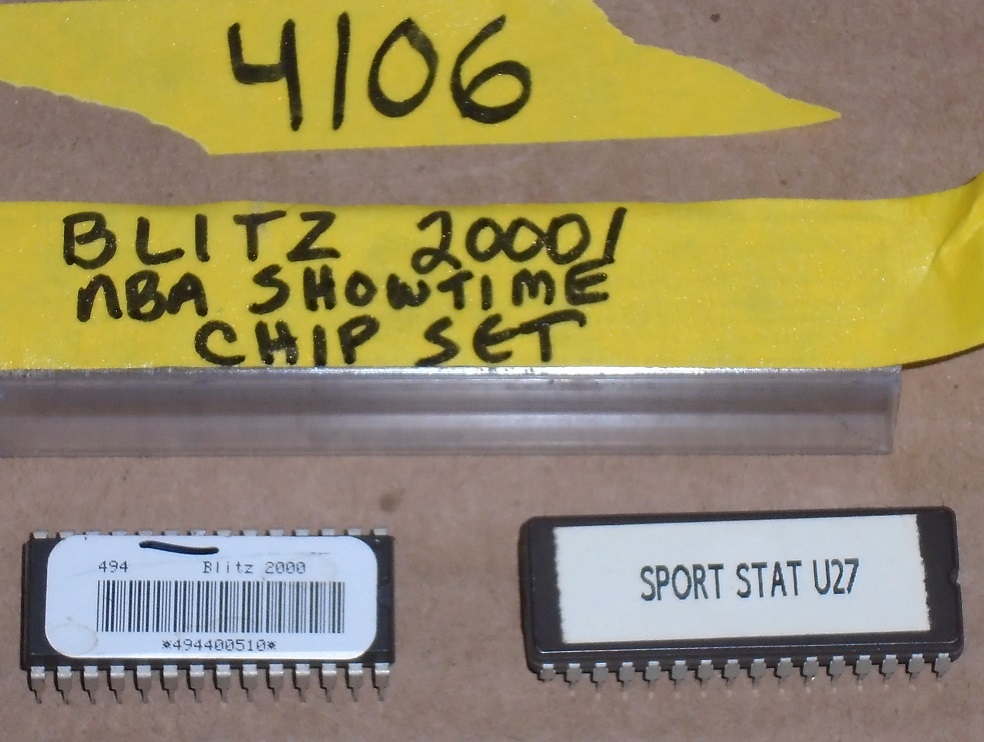 4106
BLITZ 2000/
NBA SHOWTIME
CHIP SET
494 Blitz 2000
*494400510*
SPORT STAT U27